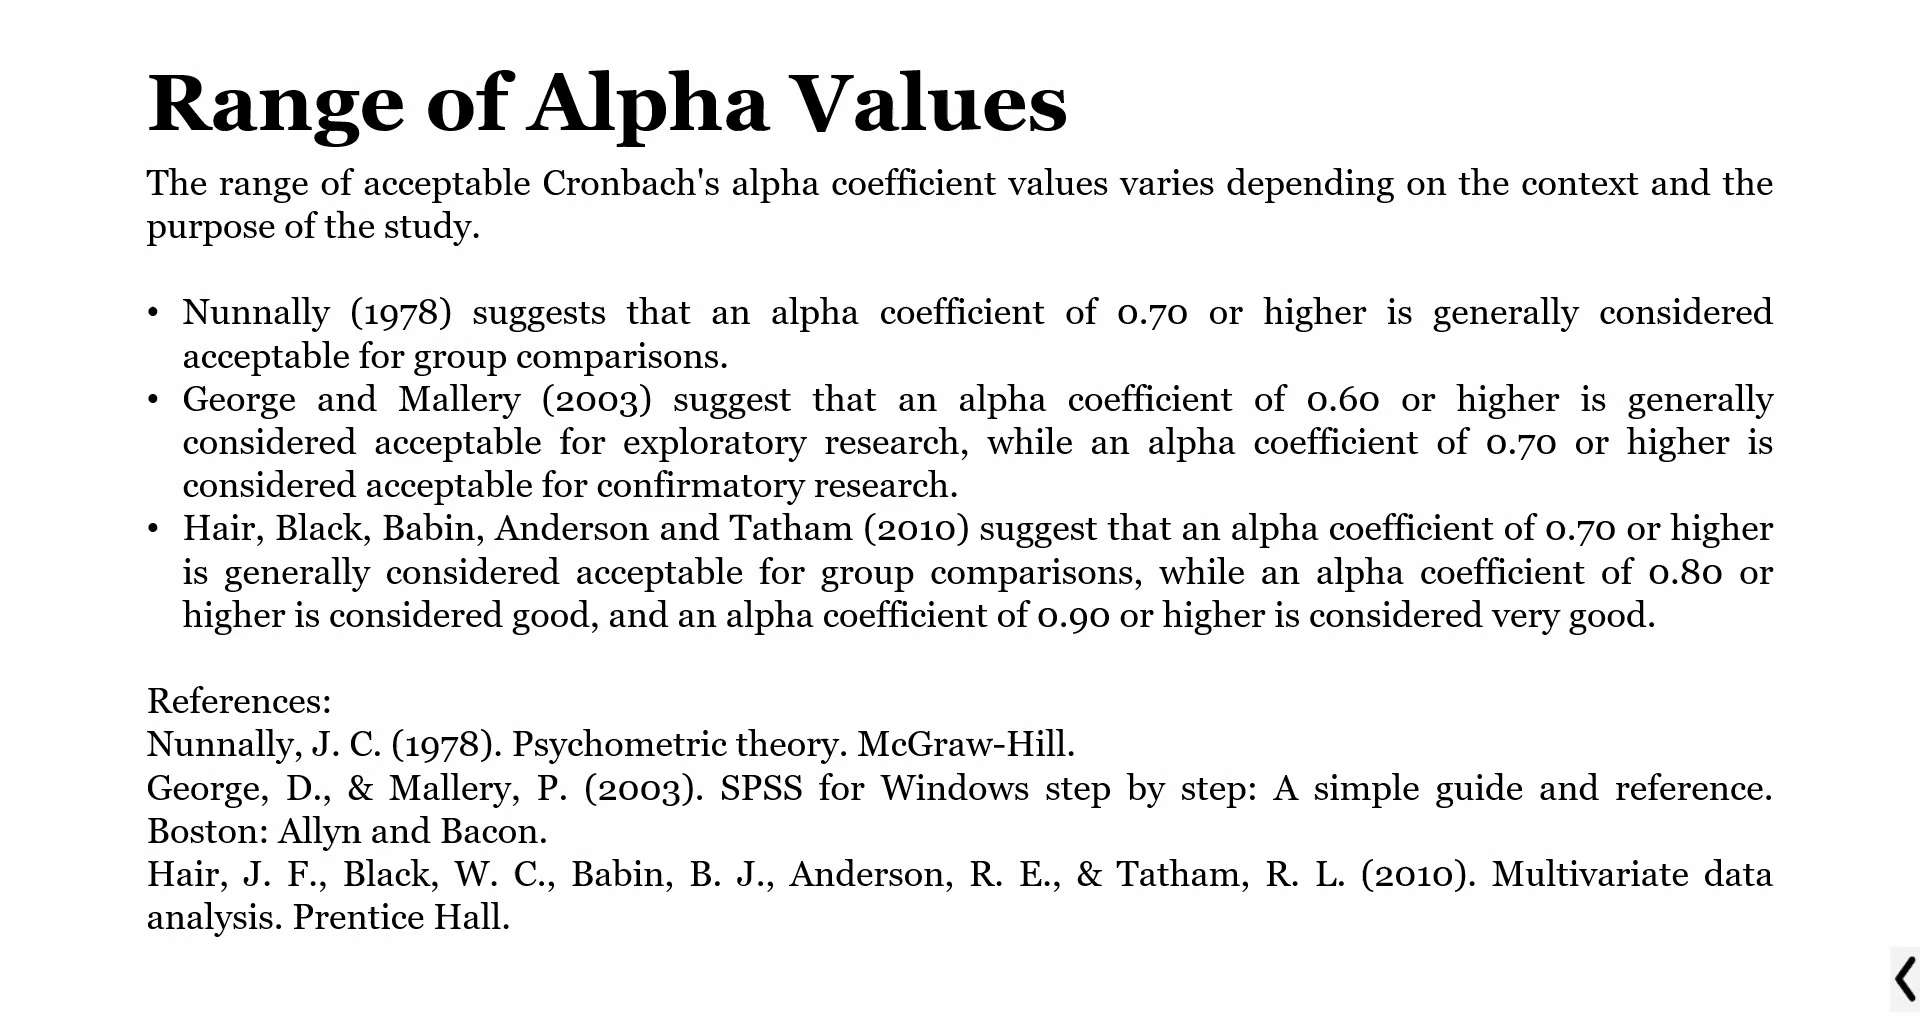 Range of Alpha Values
The range of acceptable Cronbach's alpha coefficient values varies depending on the context and the
purpose of the study.
• Nunnally (1978) suggests that an alpha coefficient of 0.70 or higher is generally considered
acceptable for group comparisons.
• George and Mallery (2003) suggest that an alpha coefficient of 0.60 or higher is generally
considered acceptable for exploratory research, while an alpha coefficient of 0.70 or higher is
considered acceptable for confirmatory research.
• Hair, Black, Babin, Anderson and Tatham (2010) suggest that an alpha coefficient of 0.70 or higher
is generally considered acceptable for group comparisons, while an alpha coefficient of 0.80 or
higher is considered good, and an alpha coefficient of 0.90 or higher is considered very good.
References:
Nunnally, J. C. (1978). Psychometric theory. McGraw-Hill.
George, D., & Mallery, P. (2003). SPSS for Windows step by step: A simple guide and reference.
Boston: Allyn and Bacon.
Hair, J. F., Black, W. C., Babin, B. J., Anderson, R. E., & Tatham, R. L. (2010). Multivariate data
analysis. Prentice Hall.